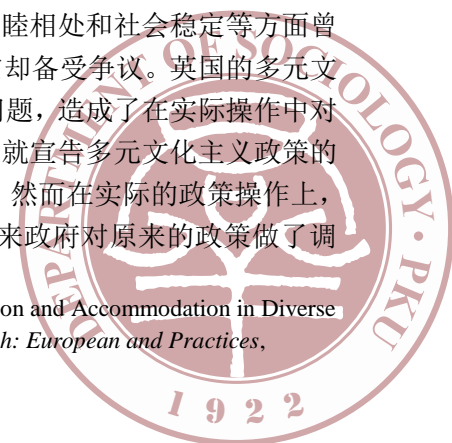 睦相处和社会稳定等方面曾
却备受争议。英国的多元文
问题，造成了在实际操作中对
就宣告多元文化主义政策的
然而在实际的政策操作上，
来政府对原来的政策做了调
on and Accommodation in Diverse
h: European and Practices,
DEPARTMENT OF SOCIOLOGY · PKU
1922